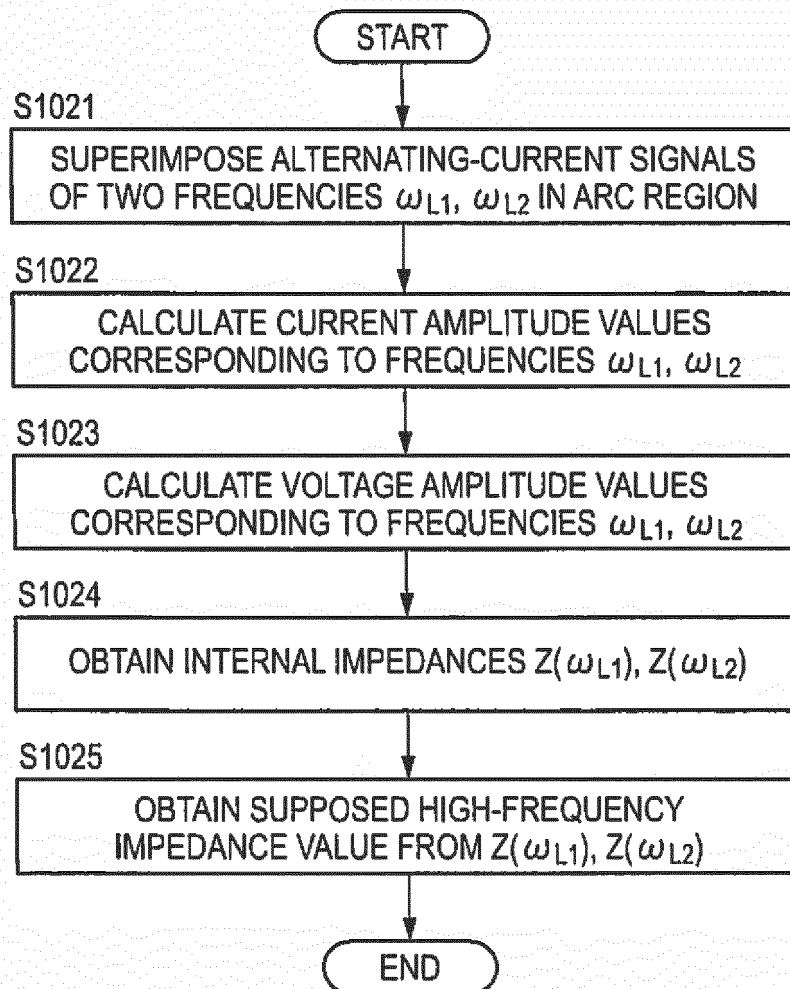 START
S1021
SUPERIMPOSE ALTERNATING-CURRENT SIGNALS
OF TWO FREQUENCIES ωL1, ωL2 IN ARC REGION
S1022
CALCULATE CURRENT AMPLITUDE VALUES
CORRESPONDING TO FREQUENCIES ωL1, ωL2
S1023
CALCULATE VOLTAGE AMPLITUDE VALUES
CORRESPONDING TO FREQUENCIES ωL1, ωL2
S1024
OBTAIN INTERNAL IMPEDANCES Z(ωL1), Z(ωL2)
S1025
OBTAIN SUPPOSED HIGH-FREQUENCY
IMPEDANCE VALUE FROM Z(ωL1), Z(ωL2)
END